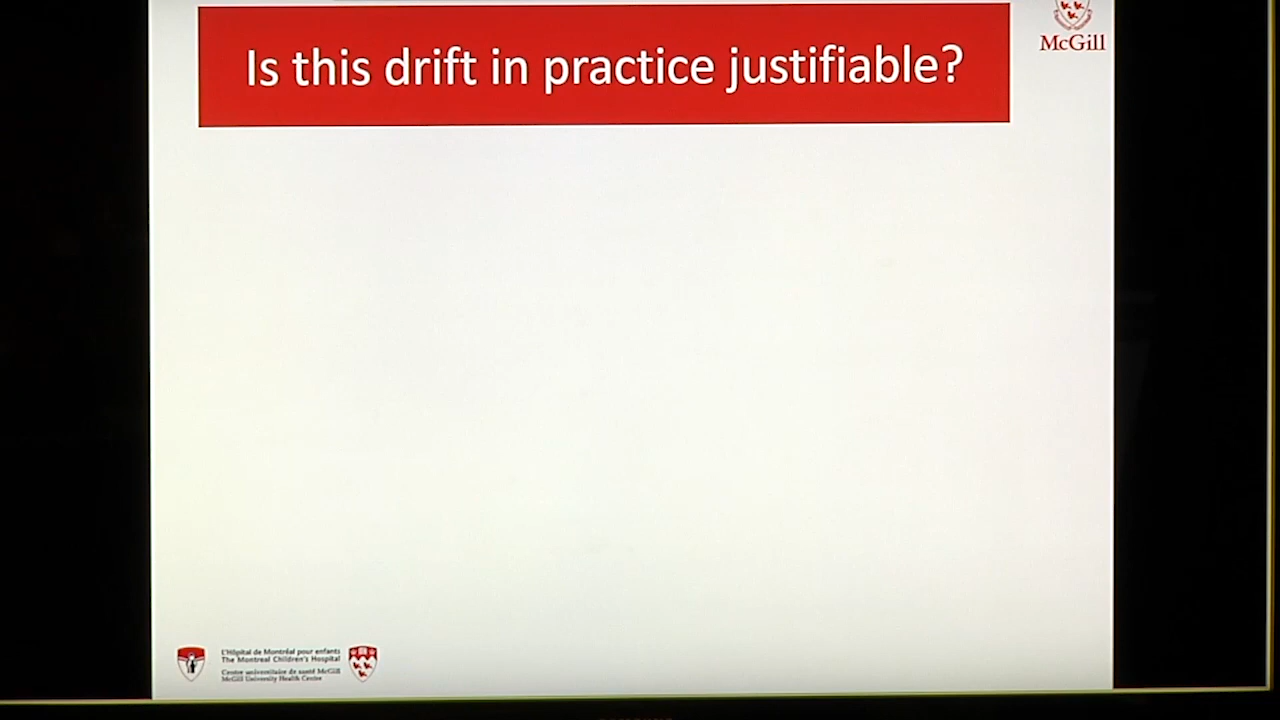 Is this drift in practice justifiable?
McGill
L'Hôpital de Montréal pour enfants
The Montreal Children's Hospital
Centre universitaire de santé McGill
McGill University Health Centre